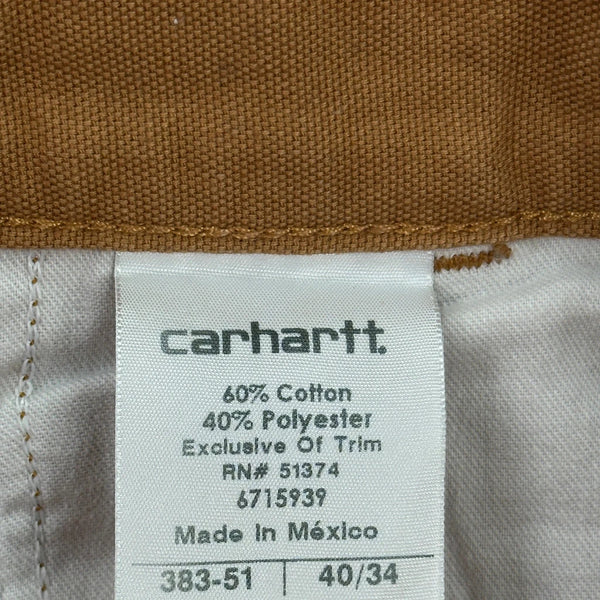 carhartt.
60% Cotton
40% Polyester
Exclusive Of Trim
RN# 51374
6715939
Made In México
383-51 | 40/34